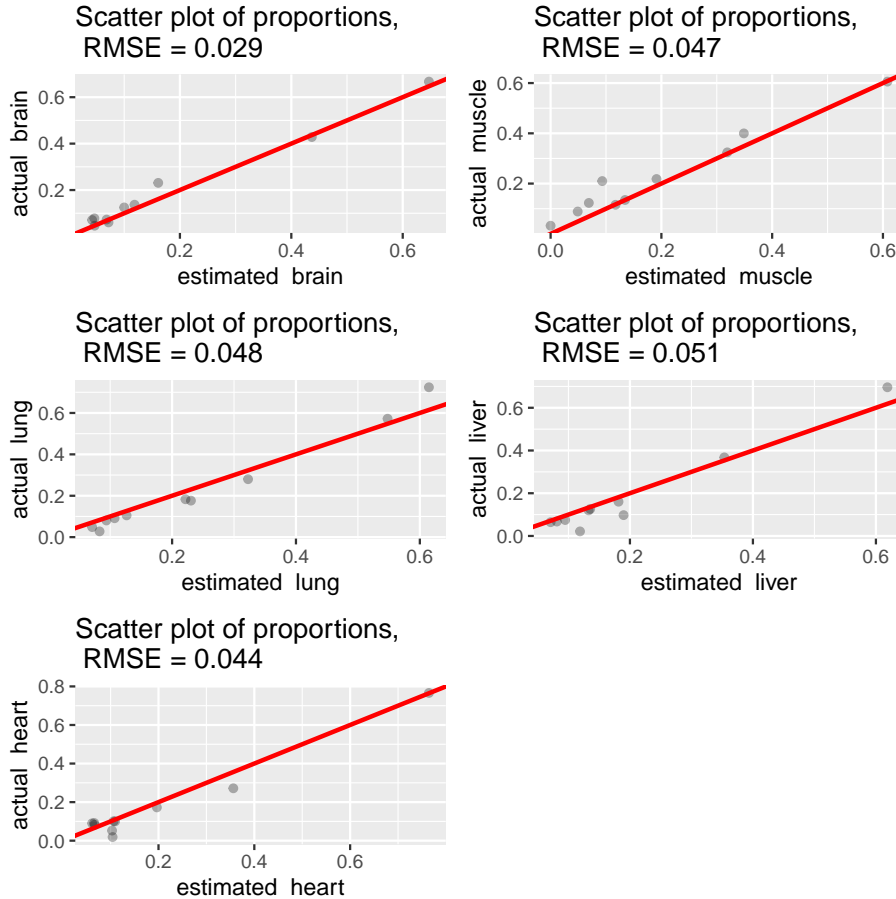 Scatter plot of proportions,
RMSE = 0.029
actual brain
0.6
0.4
0.2
0.2
0.4
0.6
estimated brain
Scatter plot of proportions,
RMSE = 0.047
actual muscle
0.6
0.4
0.2
0.0
0.2
0.4
0.6
estimated muscle
Scatter plot of proportions,
RMSE = 0.048
actual lung
0.6
0.4
0.2
0.0
0.2
0.4
0.6
estimated lung
Scatter plot of proportions,
RMSE = 0.051
actual liver
0.6
0.4
0.2
0.0
0.2
0.4
0.6
estimated liver
Scatter plot of proportions,
RMSE = 0.044
actual heart
0.8
0.6
0.4
0.2
0.0
0.2
0.4
0.6
estimated heart